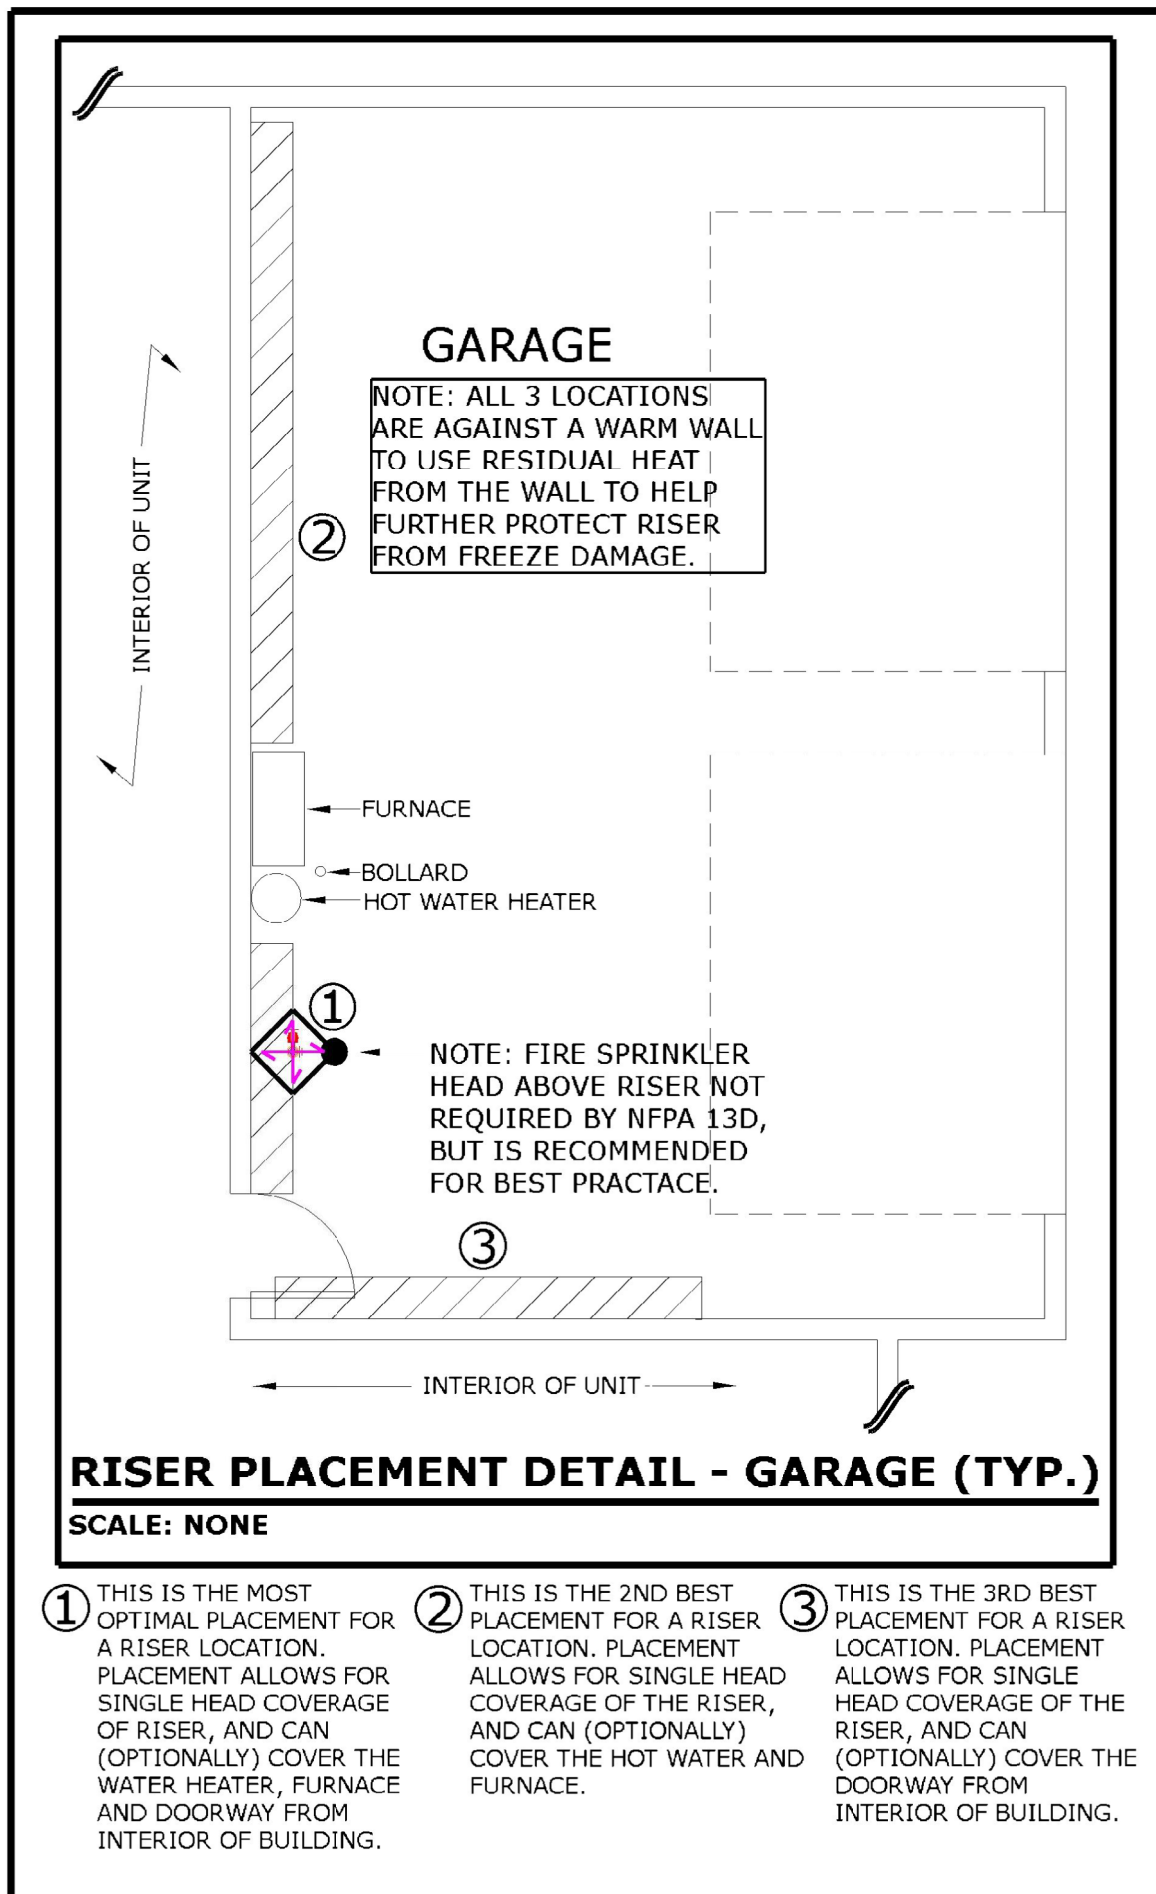 GARAGE
NOTE: ALL 3 LOCATIONS
ARE AGAINST A WARM WALL
TO USE RESIDUAL HEAT
FROM THE WALL TO HELP
FURTHER PROTECT RISER
FROM FREEZE DAMAGE.
INTERIOR OF UNIT
2
FURNACE
BOLLARD
HOT WATER HEATER
1
NOTE: FIRE SPRINKLER
HEAD ABOVE RISER NOT
REQUIRED BY NFPA 13D,
BUT IS RECOMMENDED
FOR BEST PRACTACE.
3
INTERIOR OF UNIT
RISER PLACEMENT DETAIL - GARAGE (TYP.)
SCALE: NONE
1 THIS IS THE MOST
OPTIMAL PLACEMENT FOR
A RISER LOCATION.
PLACEMENT ALLOWS FOR
SINGLE HEAD COVERAGE
OF RISER, AND CAN
(OPTIONALLY) COVER THE
WATER HEATER, FURNACE
AND DOORWAY FROM
INTERIOR OF BUILDING.
2 THIS IS THE 2ND BEST
PLACEMENT FOR A RISER
LOCATION. PLACEMENT
ALLOWS FOR SINGLE HEAD
COVERAGE OF THE RISER,
AND CAN (OPTIONALLY)
COVER THE HOT WATER AND
FURNACE.
3 THIS IS THE 3RD BEST
PLACEMENT FOR A RISER
LOCATION. PLACEMENT
ALLOWS FOR SINGLE
HEAD COVERAGE OF THE
RISER, AND CAN
(OPTIONALLY) COVER THE
DOORWAY FROM
INTERIOR OF BUILDING.